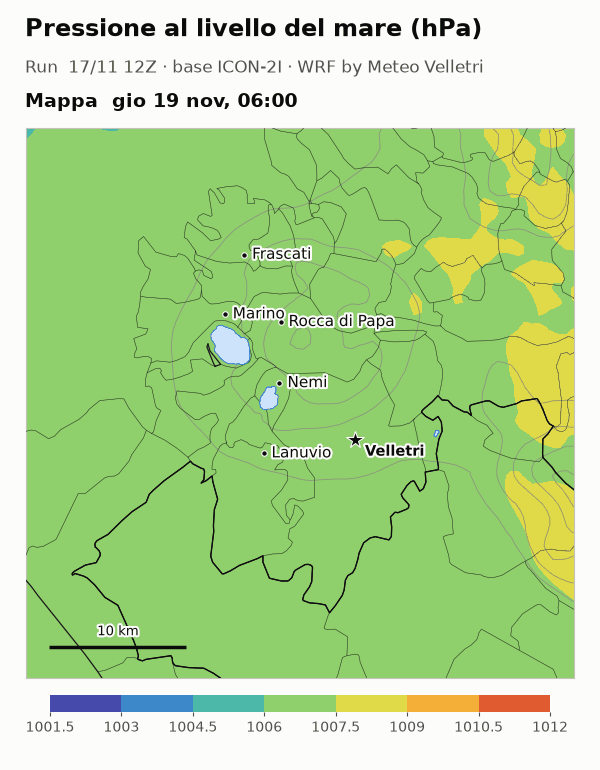 Pressione al livello del mare (hPa)
Run  17/11 12Z · base ICON-2I · WRF by Meteo Velletri
Mappa  gio 19 nov, 06:00
Frascati
Marino
Rocca di Papa
Nemi
Lanuvio
Velletri
10 km
1001.5 1003 1004.5 1006 1007.5 1009 1010.5 1012